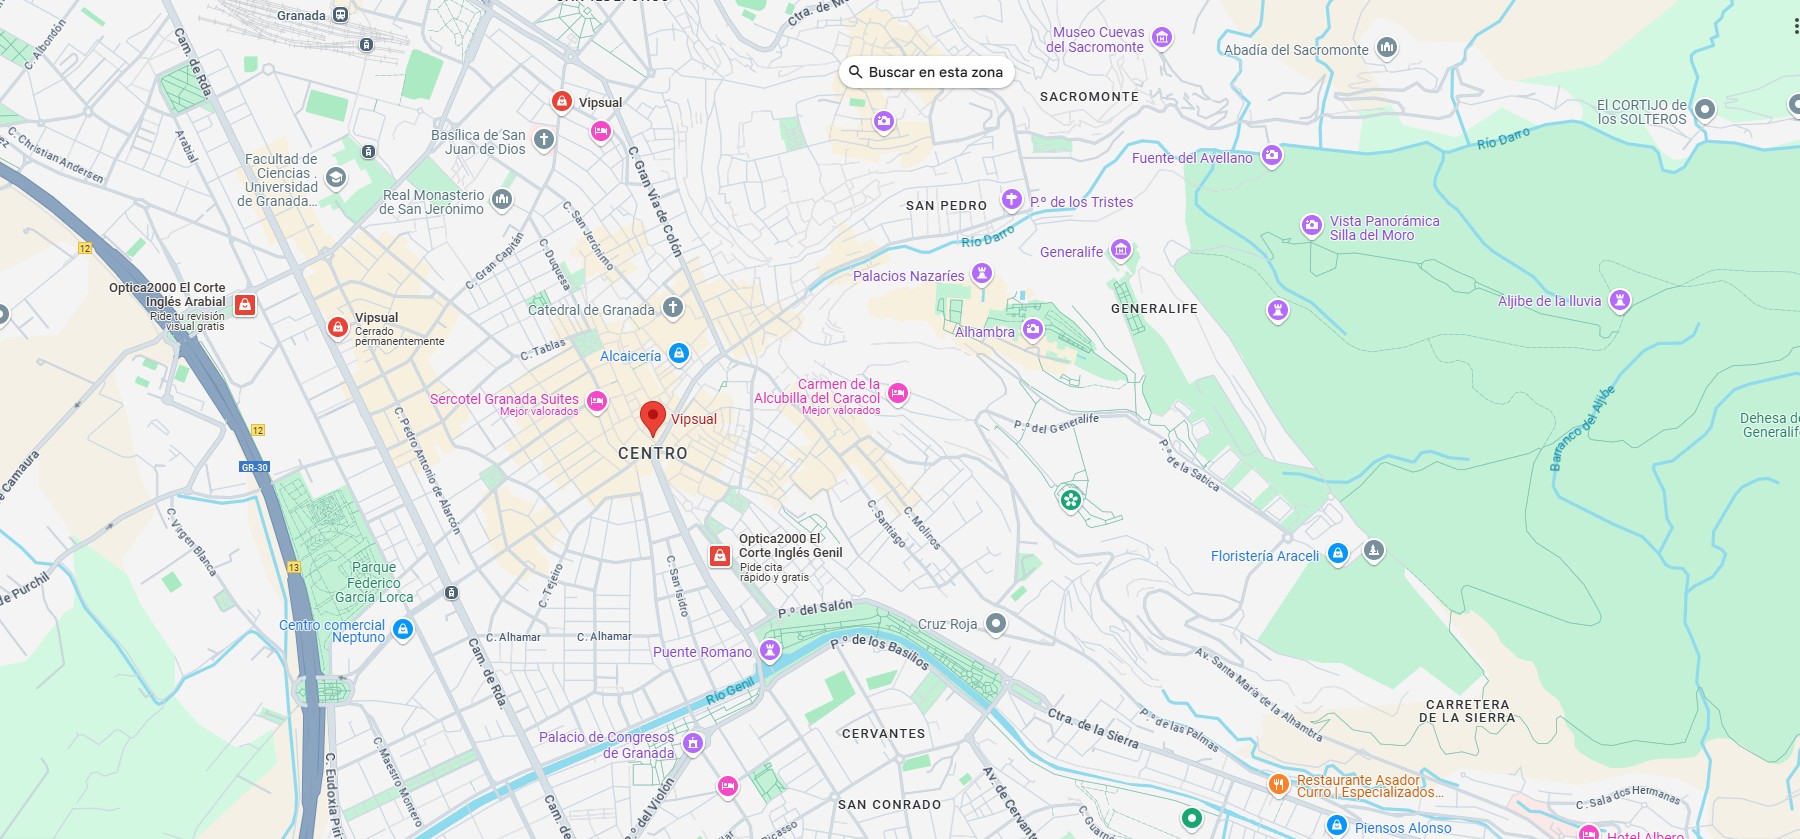 Granada
C. Albondón
Cam. de Rda.
Ctra. de Mu
Museo Cuevas
del Sacromonte
Abadía del Sacromonte
Buscar en esta zona
SACROMONTE
El CORTIJO de
los SOLTEROS
Vipsual
C. Christian Andersen
Arabial
Basílica de San
Juan de Dios
Río Darro
Fuente del Avellano
Facultad de
Ciencias .
Universidad
de Granada...
C. Gran Vía de Colón
Real Monasterio
de San Jerónimo
SAN PEDRO
P.º de los Tristes
C. San Jerónimo
Vista Panorámica
Silla del Moro
12
C. Gran Capitán
C. Duquesa
Río Darro
Generalife
Palacios Nazaríes
Optica2000 El Corte
Inglés Arabial
Pide tu revisión
visual gratis
Catedral de Granada
GENERALIFE
Aljibe de la lluvia
Vipsual
Cerrado
permanentemente
Alhambra
C. Tablas
Alcaicería
Sercotel Granada Suites
Mejor valorados
Carmen de la
Alcubilla del Caracol
Mejor valorados
Vipsual
CENTRO
12
GR-30
C. Pedro Antonio de Alarcón
P.º del Generalife
P.º de la Sabica
Barranco del Aljibe
Dehesa de
Generalife
e Camaura
C. Virgen Blanca
C. Santiago
C. Molinos
Optica2000 El
Corte Inglés Genil
Pide cita
rápido y gratis
Floristería Araceli
13
Parque
Federico
García Lorca
de Purchil
C. Tejeiro
C. San Isidro
P.º del Salón
Centro comercial
Neptuno
C. Alhamar
C. Alhamar
Cruz Roja
Puente Romano
P.º de los Basilios
Cam. de Rda.
Río Genil
Av. Santa María de la Alhambra
CARRETERA
DE LA SIERRA
Ctra. de la Sierra
P.º de las Palmas
Palacio de Congresos
de Granada
CERVANTES
C. Maestro Montero
C. Eudoxia Piri
Cam. de
P.º del Violón
SAN CONRADO
Av. de Cervante
Restaurante Asador
Curro | Especializados...
C. Sala dos Hermanas
Piensos Alonso
Hotel Albero